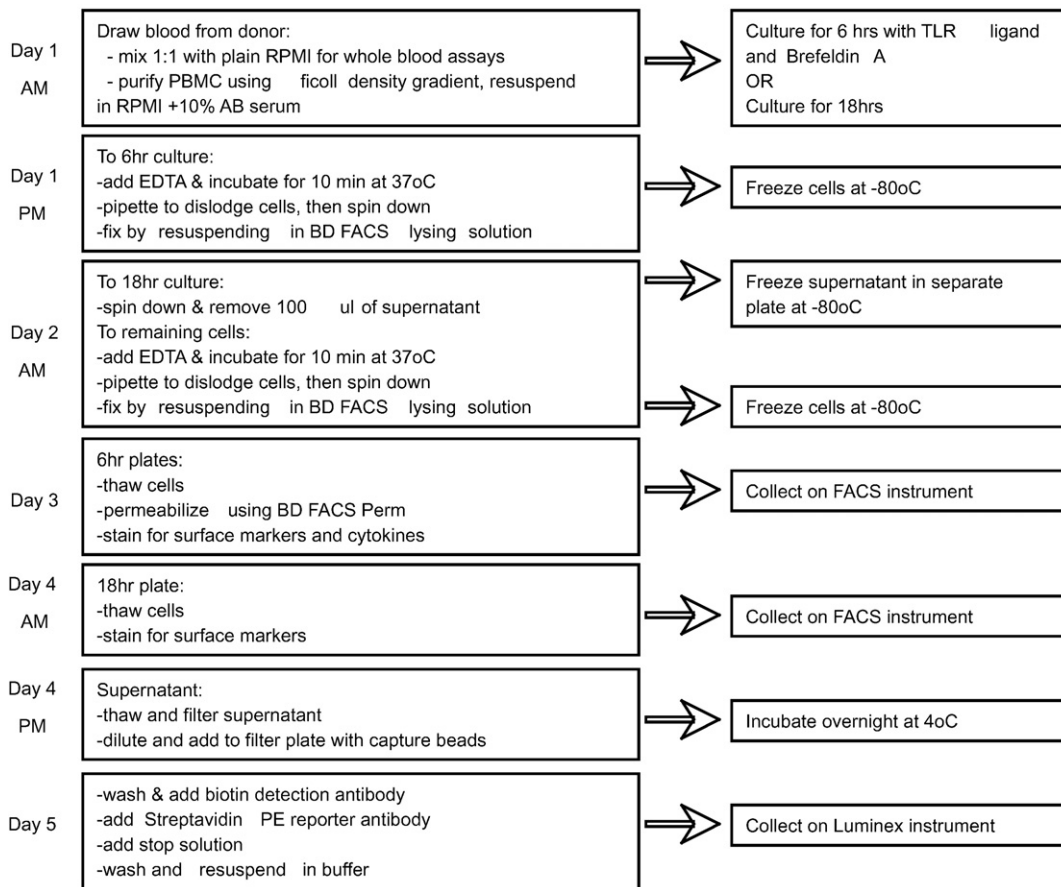 Day 1
AM
Draw blood from donor:
- mix 1:1 with plain RPMI for whole blood assays
- purify PBMC using ficoll density gradient, resuspend
in RPMI +10% AB serum
Culture for 6 hrs with TLR ligand
and Brefeldin A
OR
Culture for 18hrs
Day 1
PM
To 6hr culture:
-add EDTA & incubate for 10 min at 37oC
-pipette to dislodge cells, then spin down
-fix by resuspending in BD FACS lysing solution
Freeze cells at -80oC
Day 2
AM
To 18hr culture:
-spin down & remove 100 ul of supernatant
To remaining cells:
-add EDTA & incubate for 10 min at 37oC
-pipette to dislodge cells, then spin down
-fix by resuspending in BD FACS lysing solution
Freeze supernatant in separate
plate at -80oC
Freeze cells at -80oC
Day 3
6hr plates:
-thaw cells
-permeabilize using BD FACS Perm
-stain for surface markers and cytokines
Collect on FACS instrument
Day 4
AM
18hr plate:
-thaw cells
-stain for surface markers
Collect on FACS instrument
Day 4
PM
Supernatant:
-thaw and filter supernatant
-dilute and add to filter plate with capture beads
Incubate overnight at 4oC
Day 5
-wash & add biotin detection antibody
-add Streptavidin PE reporter antibody
-add stop solution
-wash and resuspend in buffer
Collect on Luminex instrument